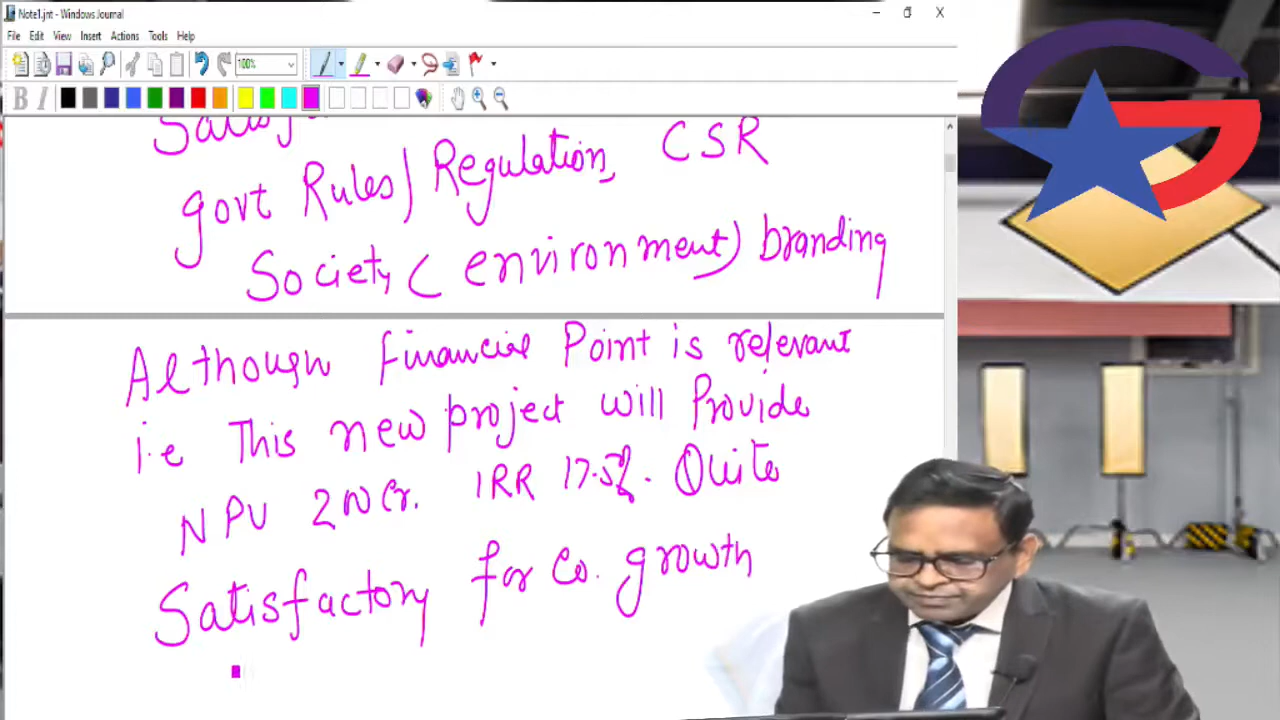 Note1.jnt - Windows Journal
File Edit View Insert Actions Tools Help
100%
B I
govt Rules) Regulation, CSR
Society (environment) branding
Although financial Point is relevant
i.e This new project will Provide
NPV Cr. IRR 17.5%. Quite
Satisfactory for Co. growth